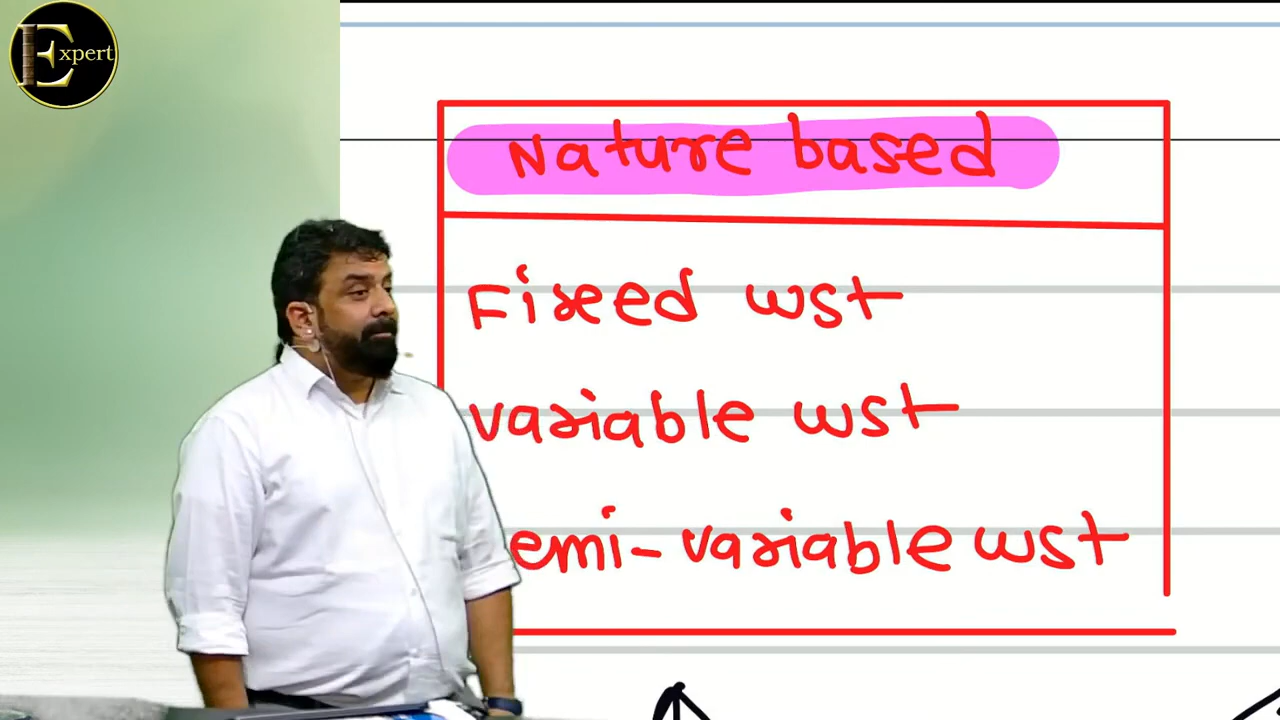 Expert
Nature based
Fixed cost
Variable cost
emi-variable cost